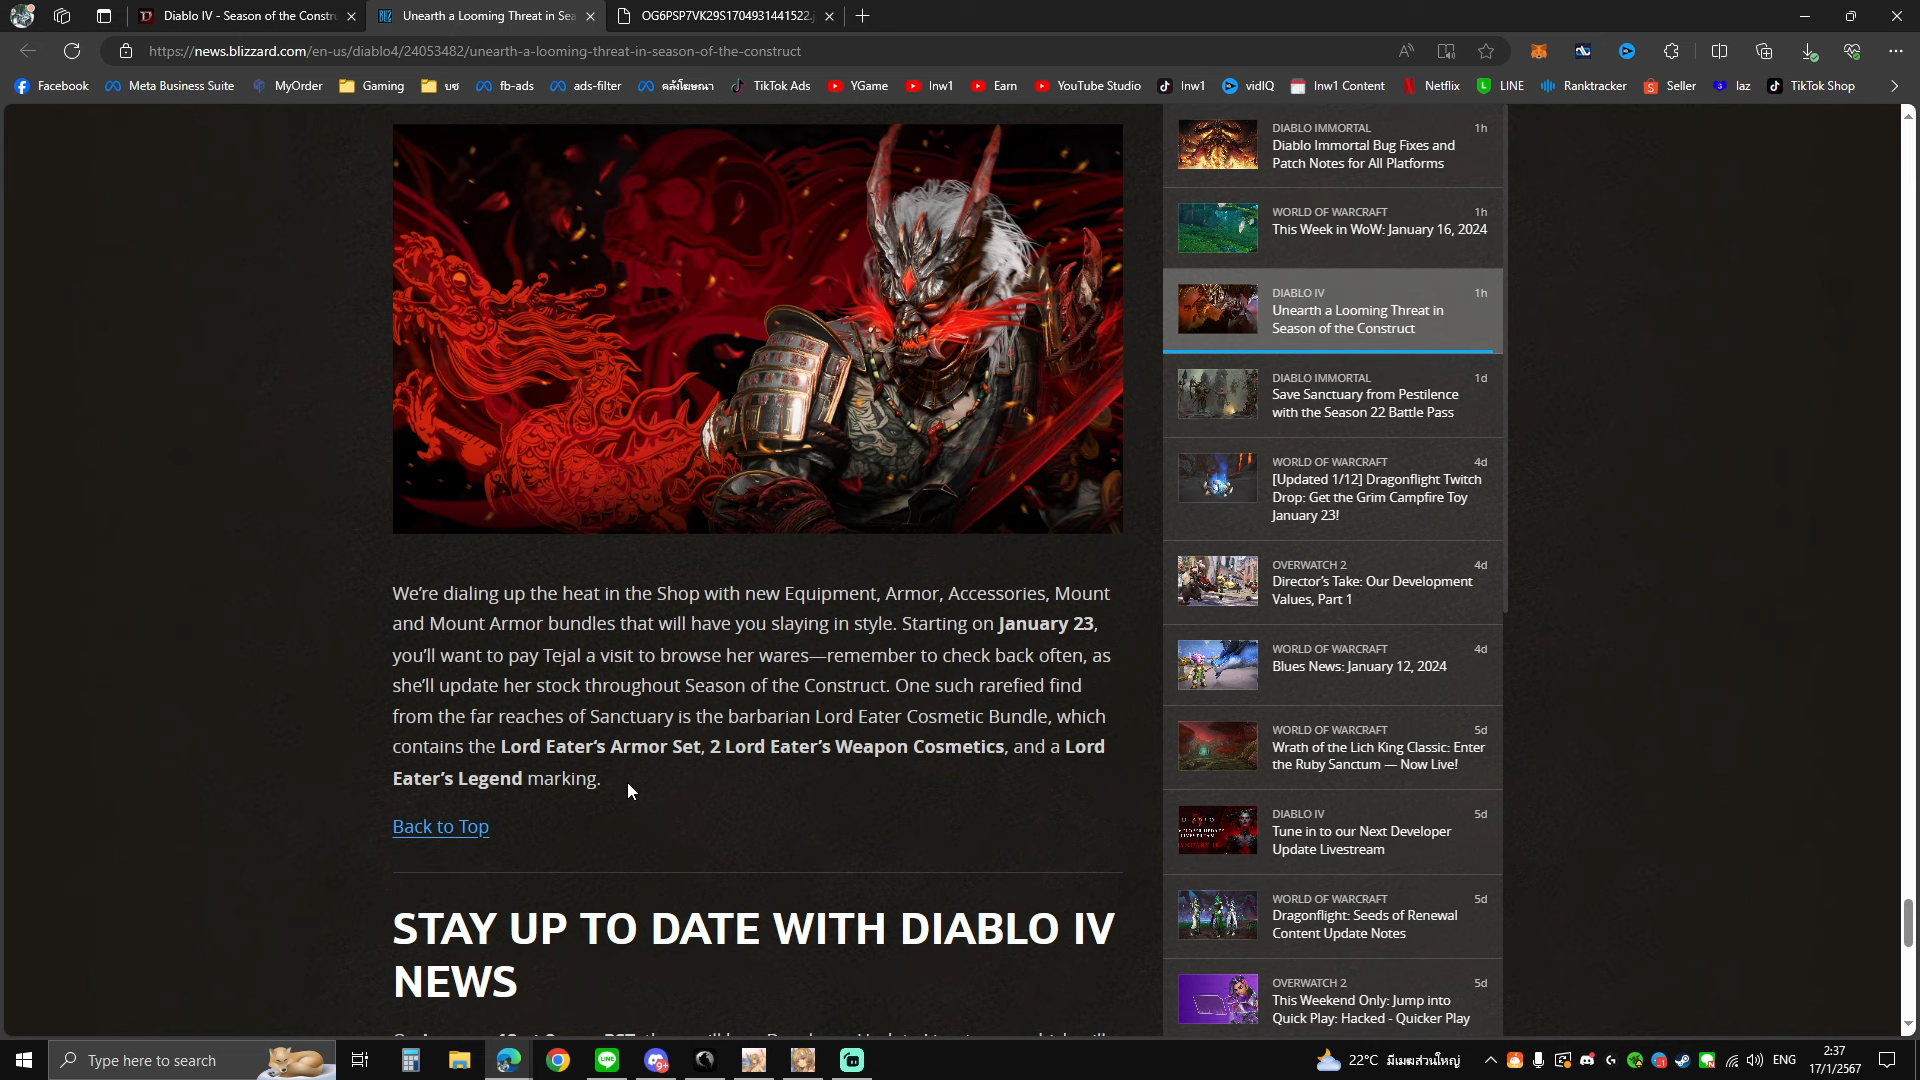 Diablo IV - Season of the Constr
Unearth a Looming Threat in Sea
OG6PSP7VK29S1704931441522.j
https://news.blizzard.com/en-us/diablo4/24053482/unearth-a-looming-threat-in-season-of-the-construct
Facebook
Meta Business Suite
MyOrder
Gaming
บช
fb-ads
ads-filter
คลังโฆษณา
TikTok Ads
YGame
lnw1
Earn
YouTube Studio
lnw1
vidIQ
lnw1 Content
Netflix
LINE
Ranktracker
Seller
laz
TikTok Shop
We're dialing up the heat in the Shop with new Equipment, Armor, Accessories, Mount
and Mount Armor bundles that will have you slaying in style. Starting on January 23,
you'll want to pay Tejal a visit to browse her wares—remember to check back often, as
she'll update her stock throughout Season of the Construct. One such rarefied find
from the far reaches of Sanctuary is the barbarian Lord Eater Cosmetic Bundle, which
contains the Lord Eater's Armor Set, 2 Lord Eater's Weapon Cosmetics, and a Lord
Eater's Legend marking.
Back to Top
STAY UP TO DATE WITH DIABLO IV
NEWS
DIABLO IMMORTAL 1h
Diablo Immortal Bug Fixes and
Patch Notes for All Platforms
WORLD OF WARCRAFT 1h
This Week in WoW: January 16, 2024
DIABLO IV 1h
Unearth a Looming Threat in
Season of the Construct
DIABLO IMMORTAL 1d
Save Sanctuary from Pestilence
with the Season 22 Battle Pass
WORLD OF WARCRAFT 4d
[Updated 1/12] Dragonflight Twitch
Drop: Get the Grim Campfire Toy
January 23!
OVERWATCH 2 4d
Director's Take: Our Development
Values, Part 1
WORLD OF WARCRAFT 4d
Blues News: January 12, 2024
WORLD OF WARCRAFT 5d
Wrath of the Lich King Classic: Enter
the Ruby Sanctum — Now Live!
DIABLO IV 5d
Tune in to our Next Developer
Update Livestream
WORLD OF WARCRAFT 5d
Dragonflight: Seeds of Renewal
Content Update Notes
OVERWATCH 2 5d
This Weekend Only: Jump into
Quick Play: Hacked - Quicker Play
Type here to search
22°C มีเมฆส่วนใหญ่
ENG
2:37
17/1/2567